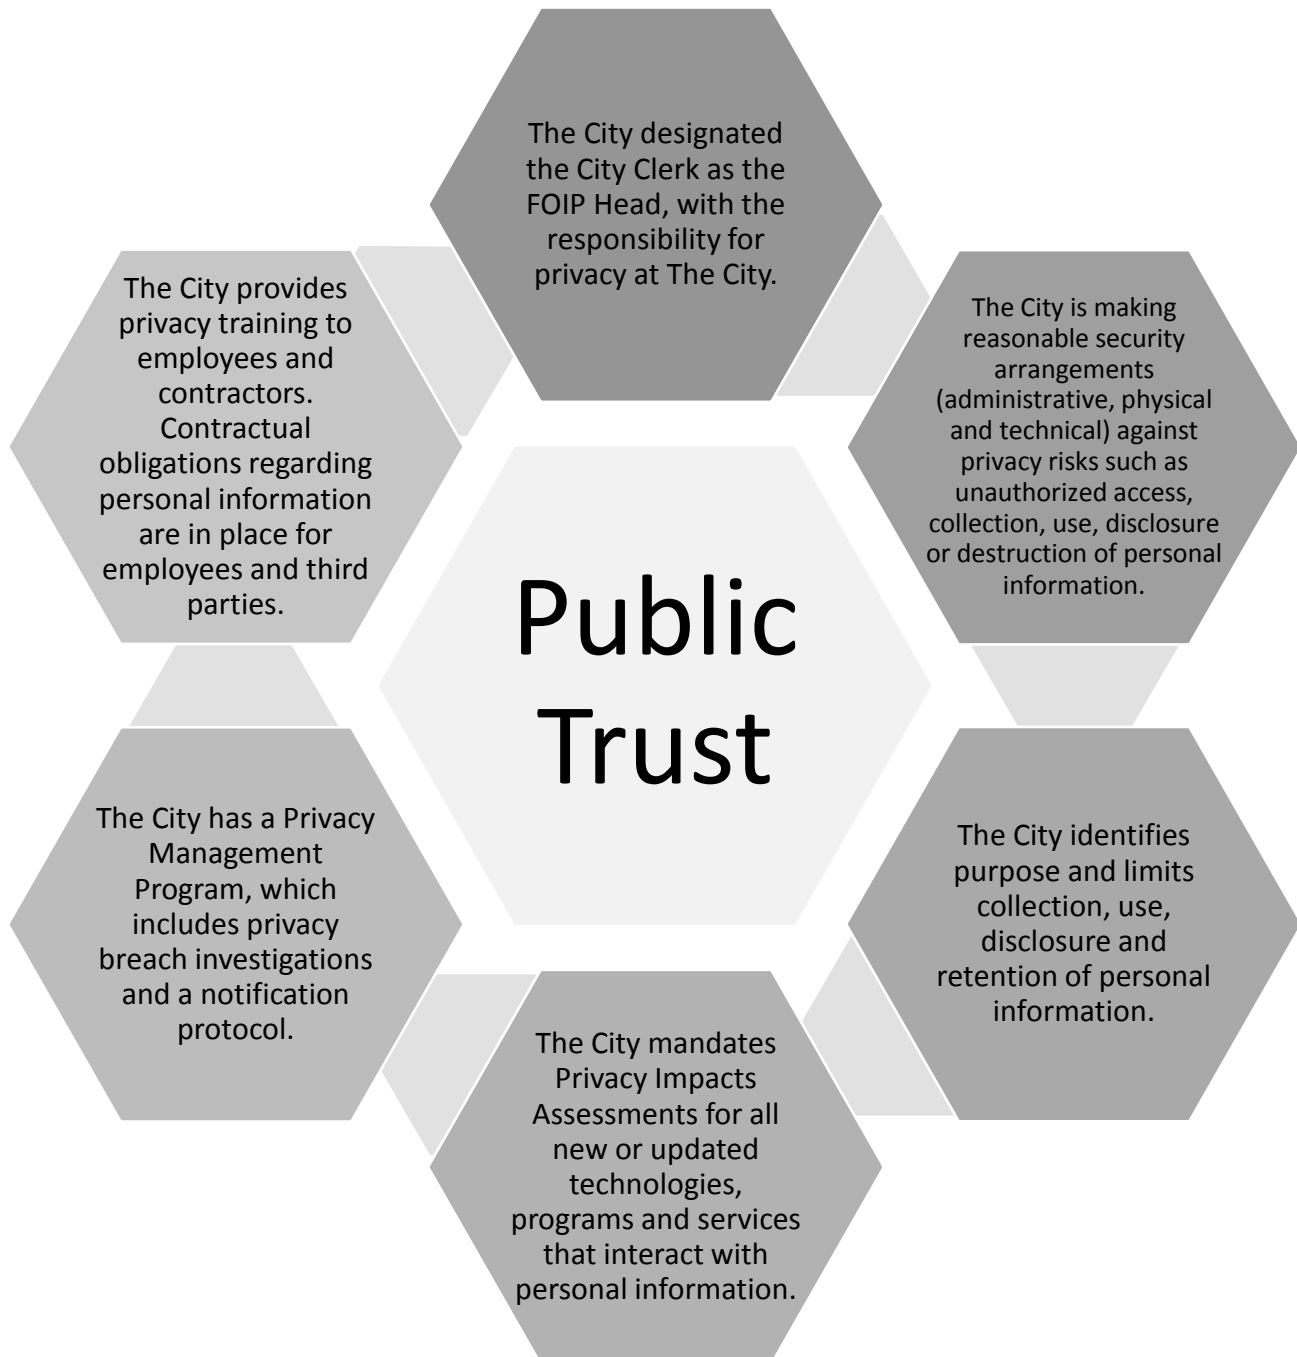 The City designated
the City Clerk as the
FOIP Head, with the
responsibility for
privacy at The City.
The City is making
reasonable security
arrangements
(administrative, physical
and technical) against
privacy risks such as
unauthorized access,
collection, use, disclosure
or destruction of personal
information.
The City identifies
purpose and limits
collection, use,
disclosure and
retention of personal
information.
The City mandates
Privacy Impacts
Assessments for all
new or updated
technologies,
programs and services
that interact with
personal information.
The City has a Privacy
Management
Program, which
includes privacy
breach investigations
and a notification
protocol.
The City provides
privacy training to
employees and
contractors.
Contractual
obligations regarding
personal information
are in place for
employees and third
parties.
Public
Trust